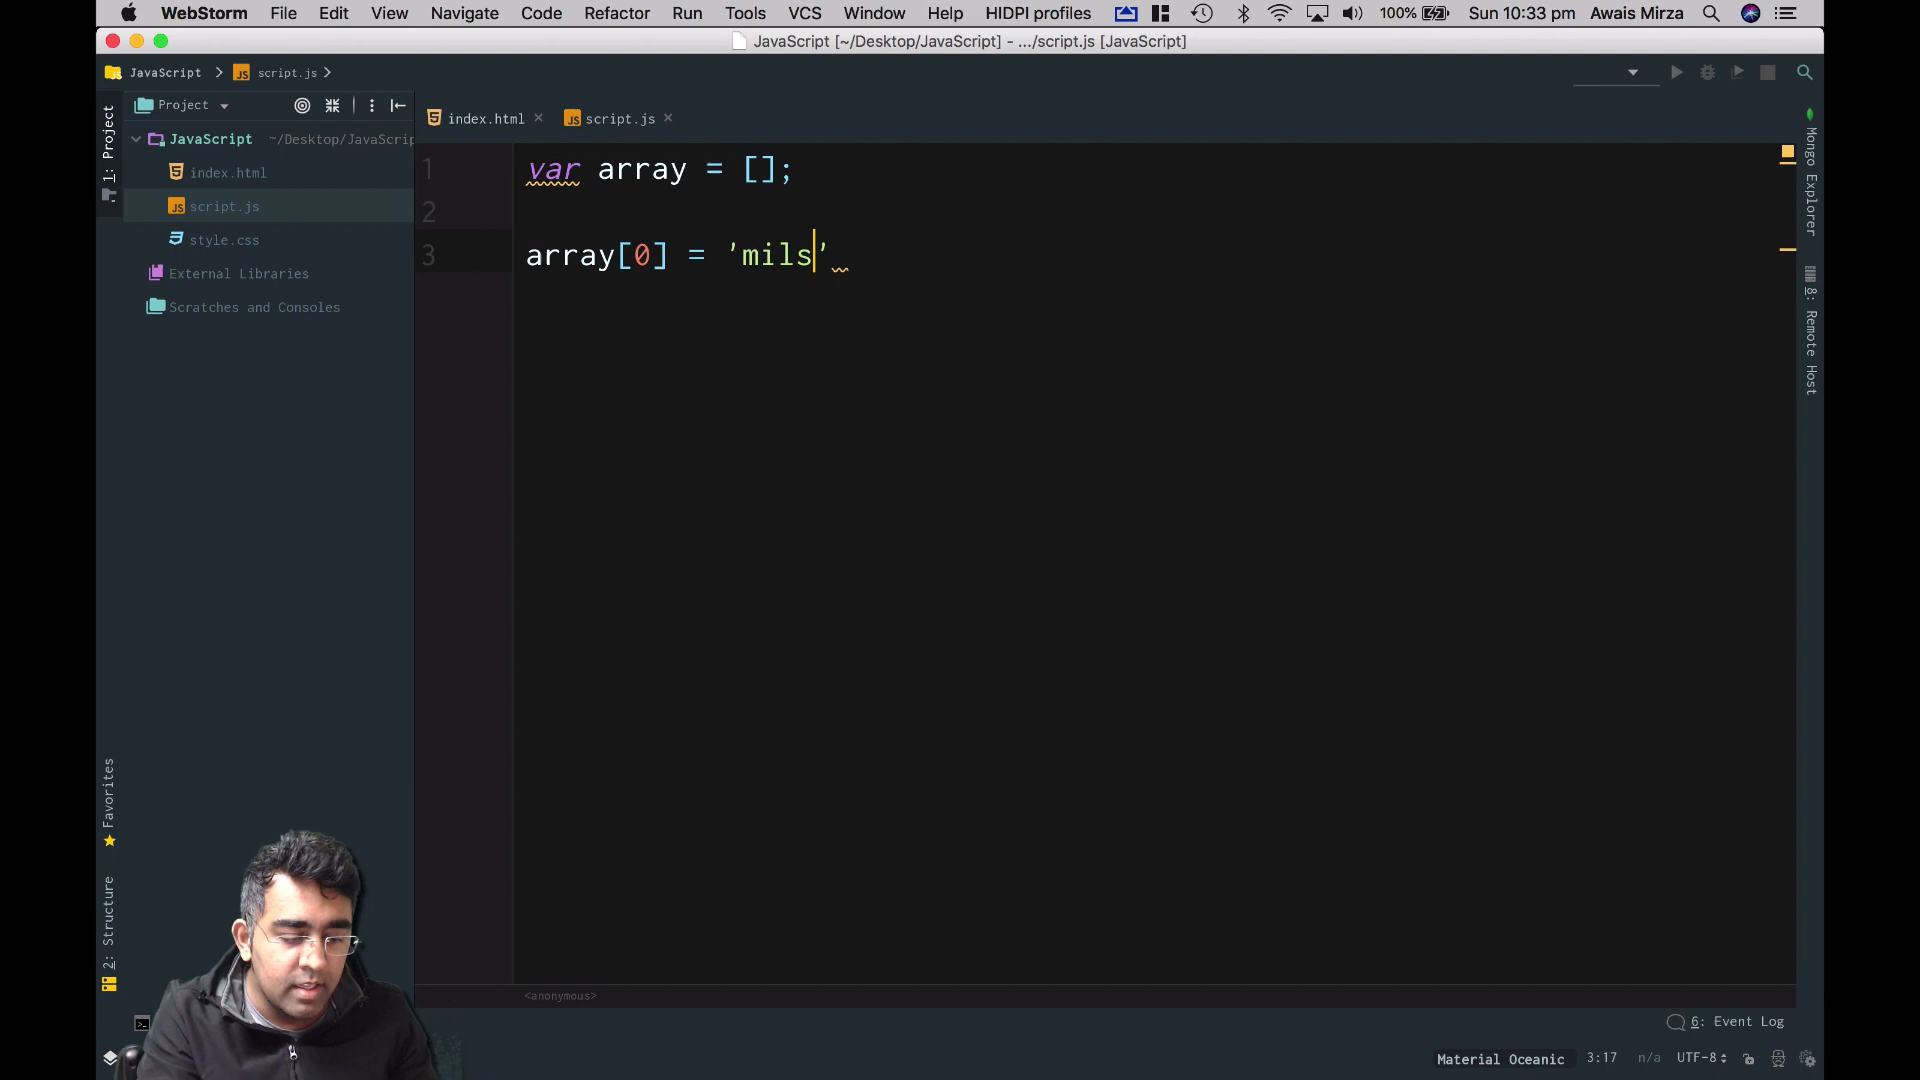 WebStorm File Edit View Navigate Code Refactor Run Tools VCS Window Help HIDPI profiles 100% Sun 10:33 pm Awais Mirza
JavaScript [~/Desktop/JavaScript] - .../script.js [JavaScript]
JavaScript script.js
Project
index.html script.js
1: Project
JavaScript ~/Desktop/JavaScrip
index.html
script.js
style.css
External Libraries
Scratches and Consoles
1 var array = [];
2
3 array[0] = 'mils'
Mongo Explorer
8: Remote Host
Favorites
2: Structure
<anonymous>
6: Event Log
Material Oceanic 3:17 n/a UTF-8